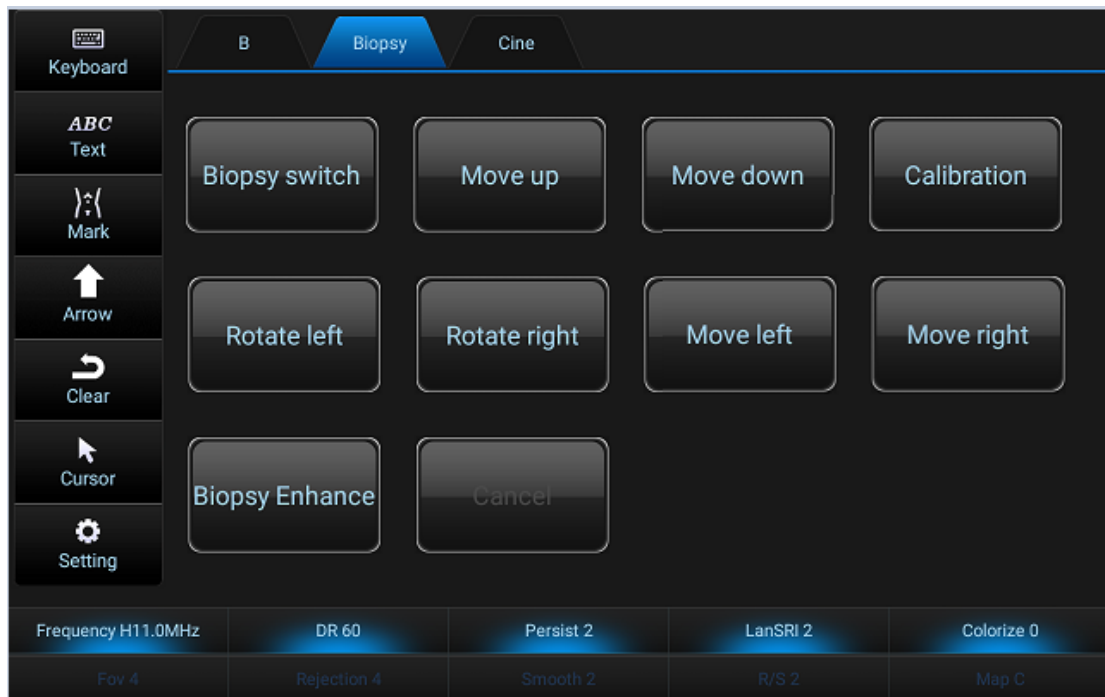 Keyboard
ABC
Text
Mark
Arrow
Clear
Cursor
Setting
B
Biopsy
Cine
Biopsy switch
Move up
Move down
Calibration
Rotate left
Rotate right
Move left
Move right
Biopsy Enhance
Cancel
Frequency H11.0MHz
DR 60
Persist 2
LanSRI 2
Colorize 0
Fov 4
Rejection 4
Smooth 2
R/S 2
Map C